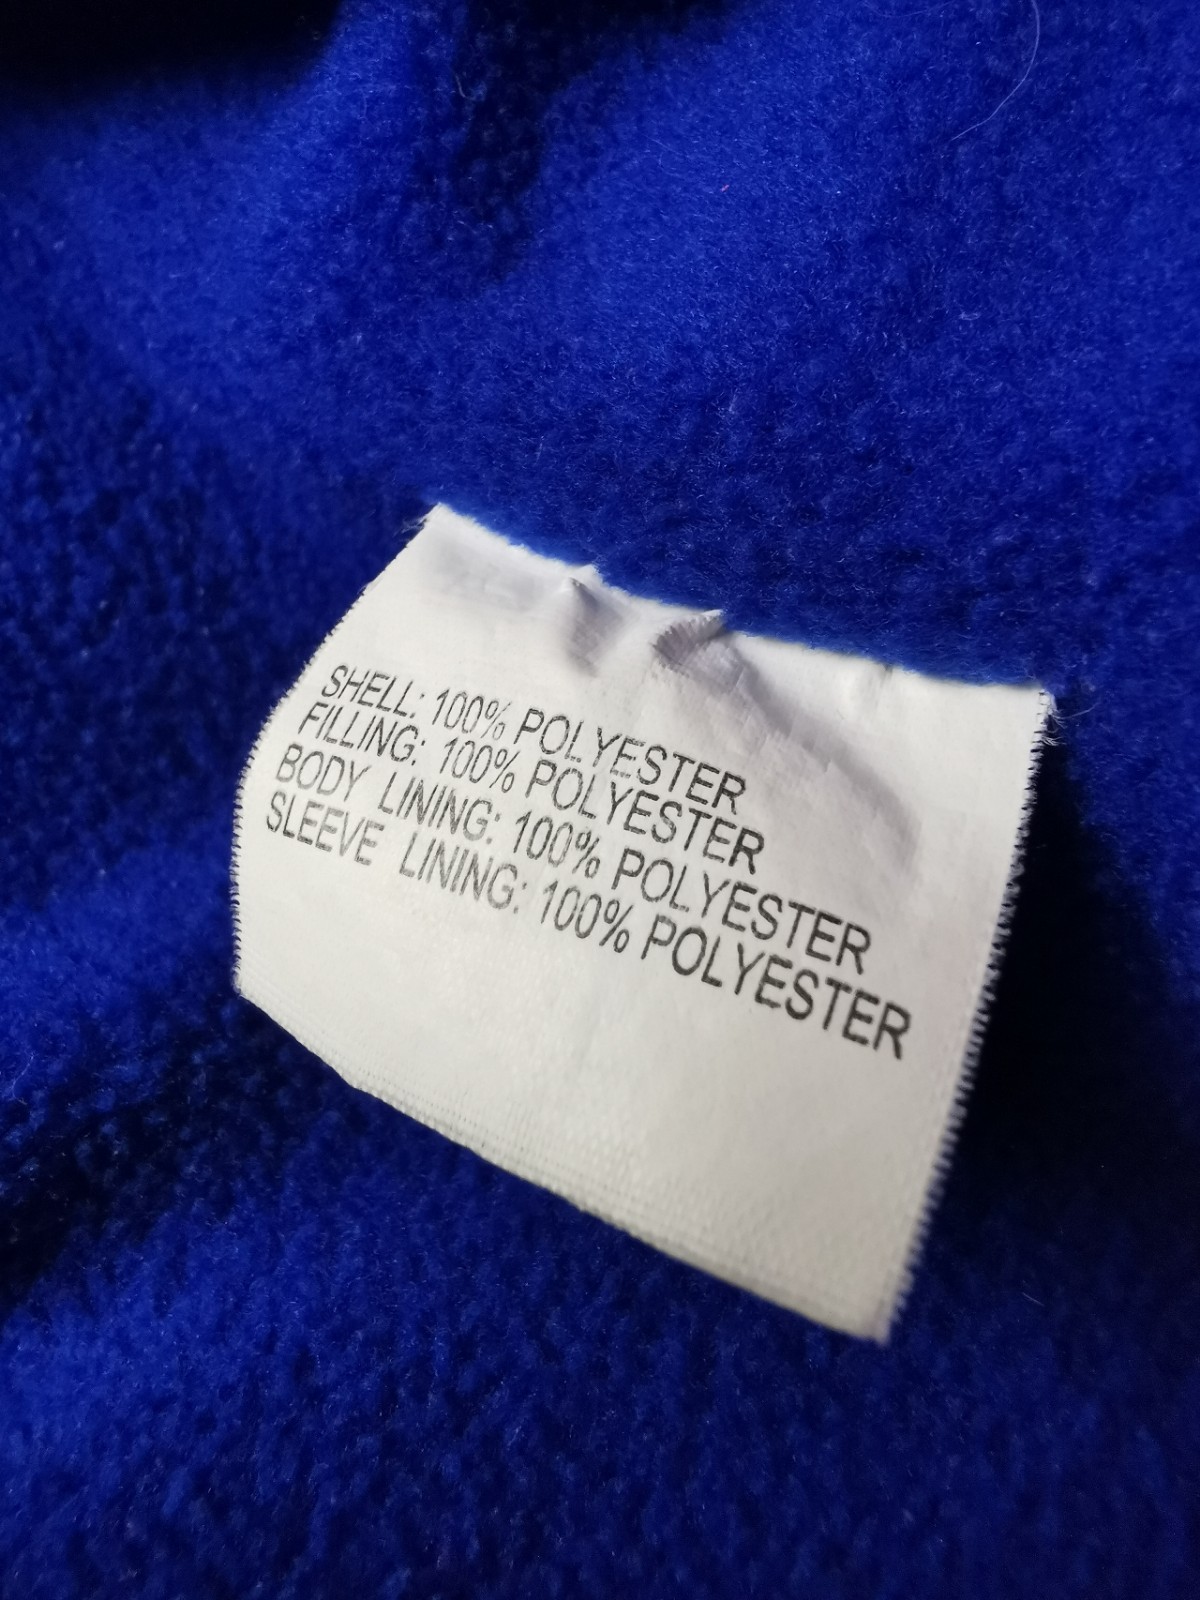 SHELL: 100% POLYESTER
FILLING: 100% POLYESTER
BODY LINING: 100% POLYESTER
SLEEVE LINING: 100% POLYESTER